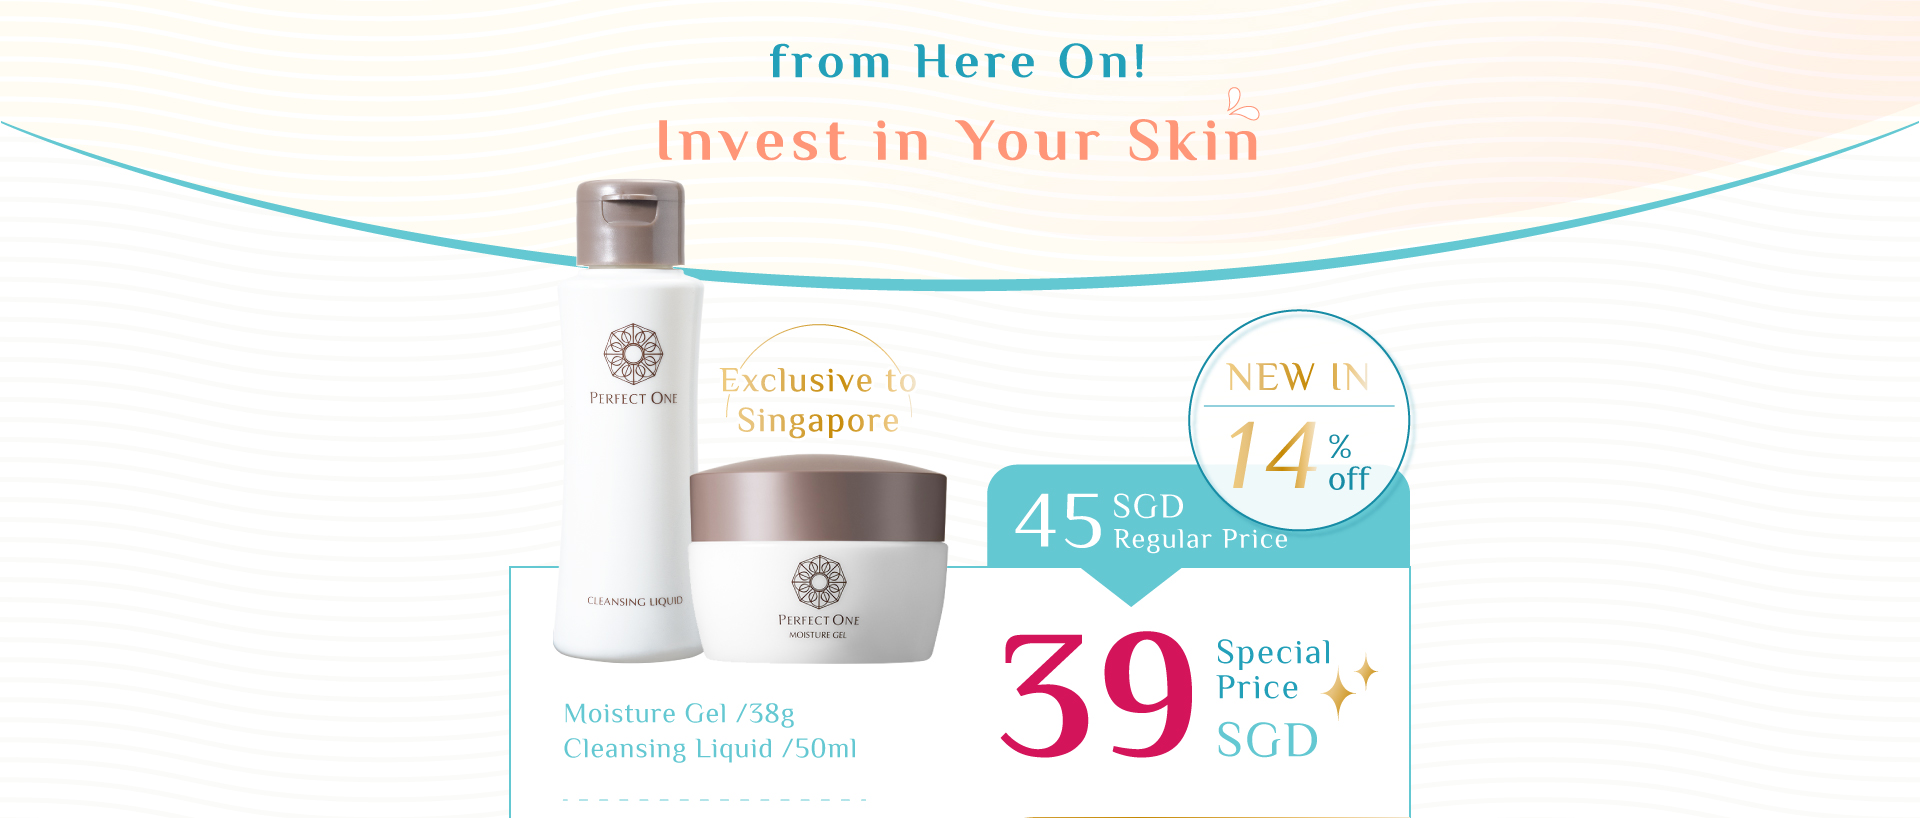 from Here On!
Invest in Your Skin
PERFECT ONE
CLEANSING LIQUID
Exclusive to
Singapore
PERFECT ONE
MOISTURE GEL
NEW IN
14 % off
45 SGD
Regular Price
39 Special
Price
SGD
Moisture Gel /38g
Cleansing Liquid /50ml